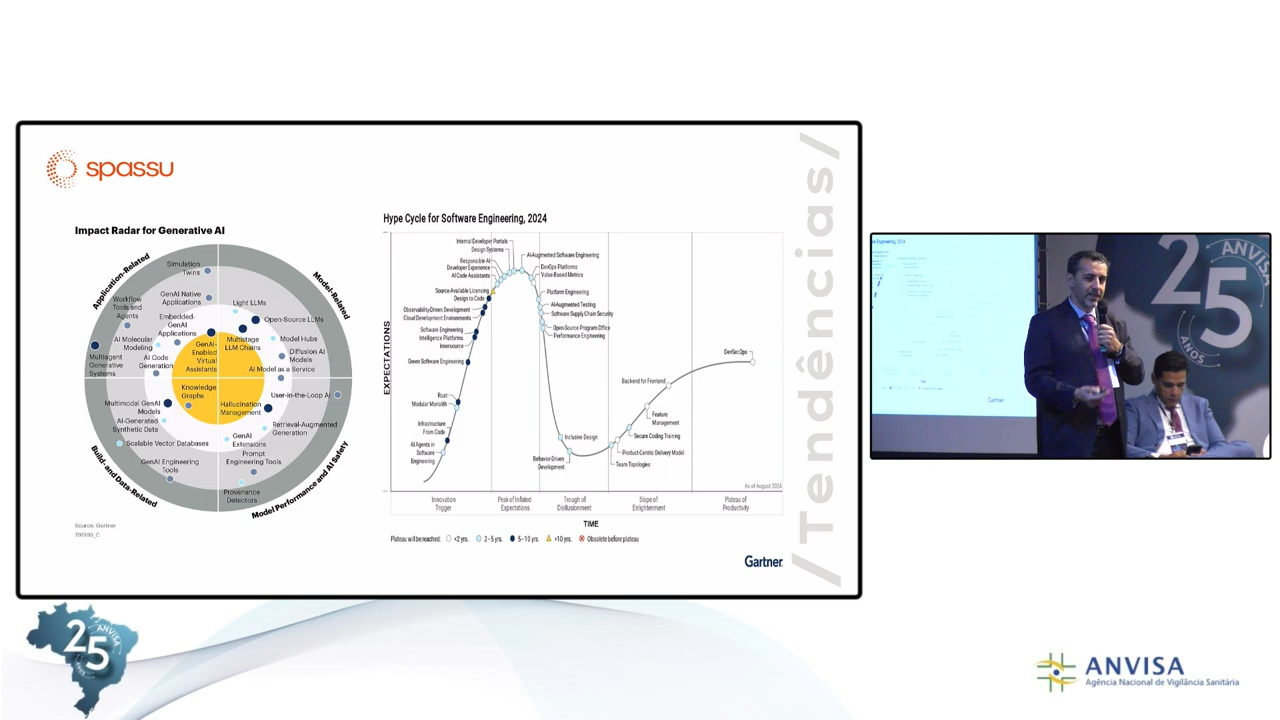 spassu
Impact Radar for Generative AI
Application-Related
Model-Related
Build- and Data-Related
Model Performance and AI Safety
Simulation
Twins
GenAI Native
Applications
Workflow
Tools and
Agents
Embedded-
GenAI
Applications
AI Molecular
Modeling
Multiagent
Generative
Systems
AI Code
Generation
GenAI-
Enabled
Virtual
Assistants
Light LLMs
Open-Source LLMs
Multistage
LLM Chains
Model Hubs
Diffusion AI
Models
AI Model as a Service
Knowledge
Graphs
Multimodal GenAI
Models
AI-Generated
Synthetic Data
Scalable Vector Databases
GenAI Engineering
Tools
User-in-the-Loop AI
Hallucination
Management
Retrieval-Augmented
Generation
GenAI
Extensions
Prompt
Engineering Tools
Provenance
Detectors
Source: Gartner
Hype Cycle for Software Engineering, 2024
EXPECTATIONS
Internal Developer Portals
Design Systems
Responsible AI
Developer Experience
AI Code Assistants
Source-Available Licensing
Design to Code
Observability-Driven Development
Cloud Development Environments
Software Engineering
Intelligence Platforms
Innersource
Green Software Engineering
Rust
Modular Monolith
Infrastructure
From Code
AI Agents in
Software
Engineering
AI-Augmented Software Engineering
DevOps Platforms
Value-Based Metrics
Platform Engineering
AI-Augmented Testing
Software Supply Chain Security
Open-Source Program Office
Performance Engineering
Inclusive Design
Behavior-Driven
Development
Backend for Frontend
Feature
Management
Secure Coding Training
Product-Centric Delivery Model
Team Topologies
DevSecOps
As of August 2024
Innovation
Trigger
Peak of Inflated
Expectations
Trough of
Disillusionment
Slope of
Enlightenment
Plateau of
Productivity
TIME
Plateau will be reached: <2 yrs. 2-5 yrs. 5-10 yrs. >10 yrs. Obsolete before plateau
Gartner
/Tendências/
Engineering, 2024
Gartner
25
ANOS
ANVISA
25
ANOS
ANVISA
ANVISA
Agência Nacional de Vigilância Sanitária